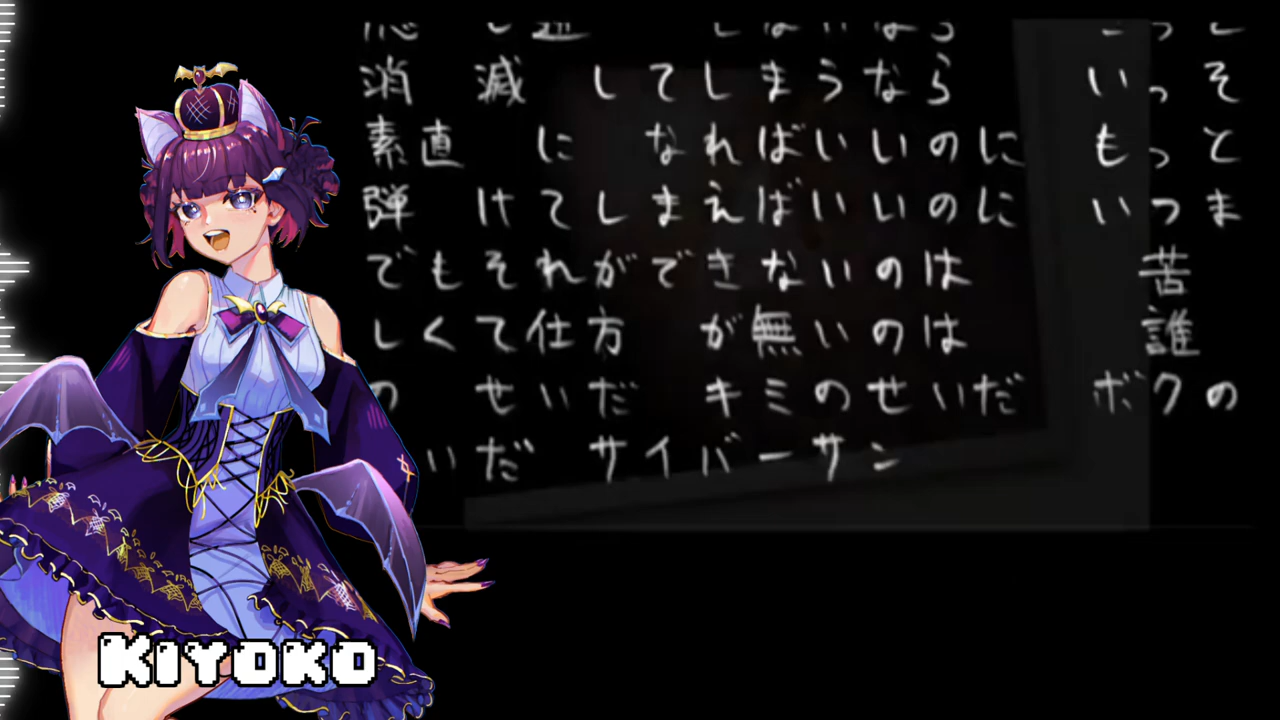 消滅してしまうなら いっそ
素直に なればいいのに もっと
弾けてしまえばいいのに いつま
でもそれができないのは 苦
しくて仕方が無いのは 誰
のせいだ キミのせいだ ボクの
いだ サイバーサン
KIYOKO